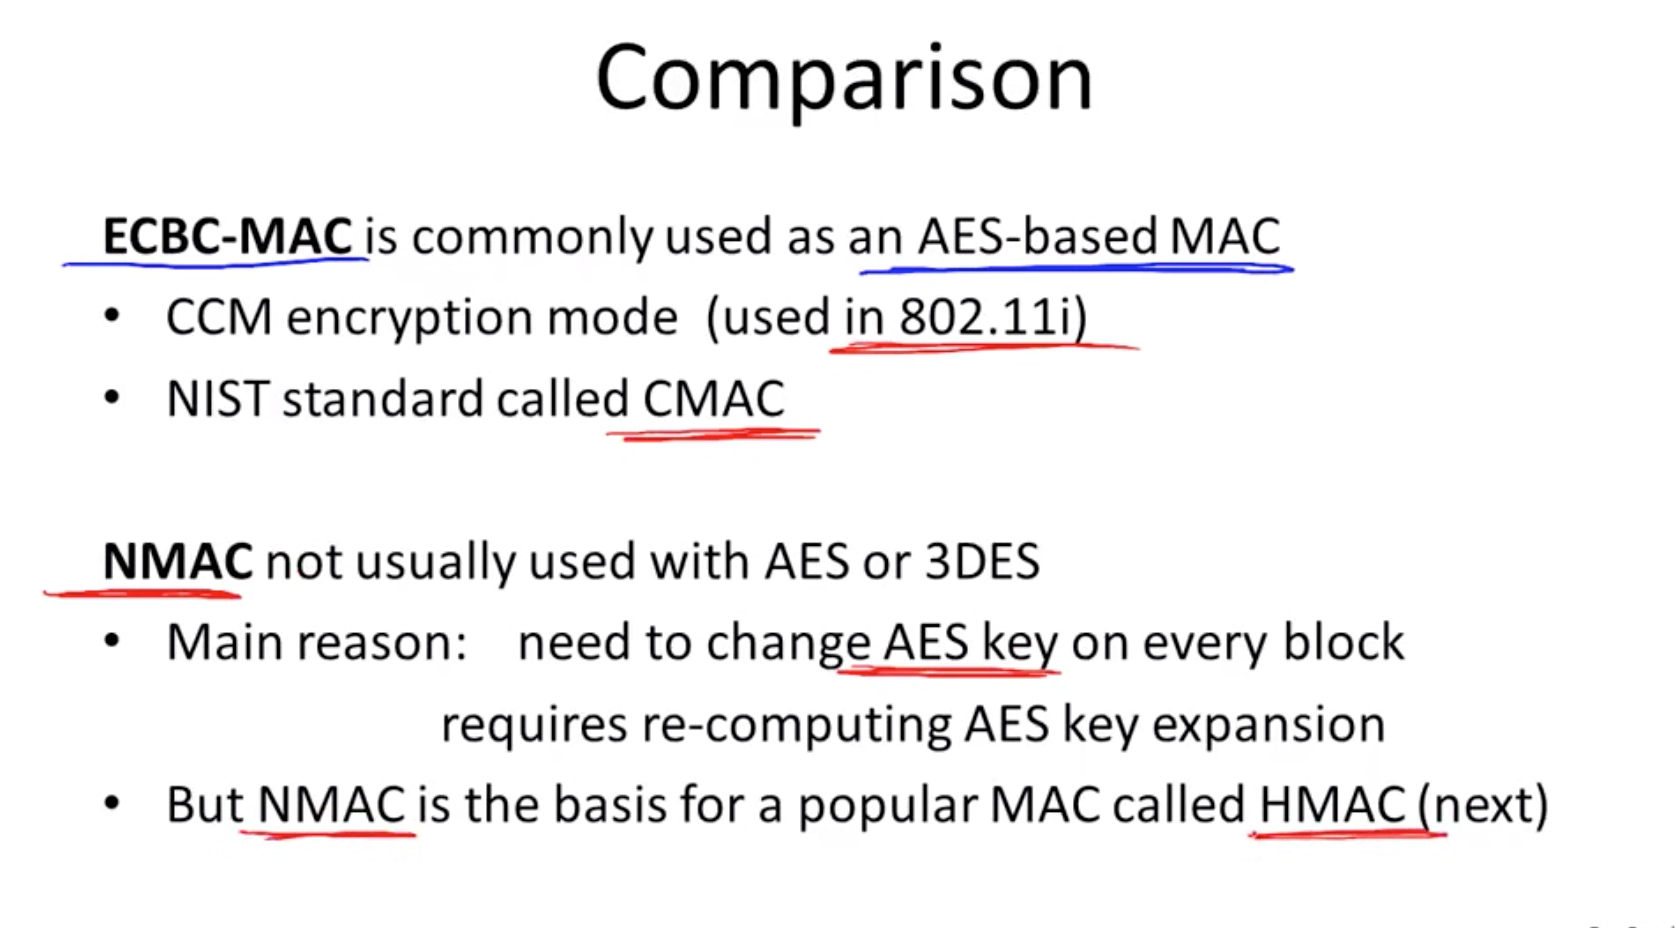 Comparison
ECBC-MAC is commonly used as an AES-based MAC
• CCM encryption mode (used in 802.11i)
• NIST standard called CMAC
NMAC not usually used with AES or 3DES
• Main reason: need to change AES key on every block
requires re-computing AES key expansion
• But NMAC is the basis for a popular MAC called HMAC (next)